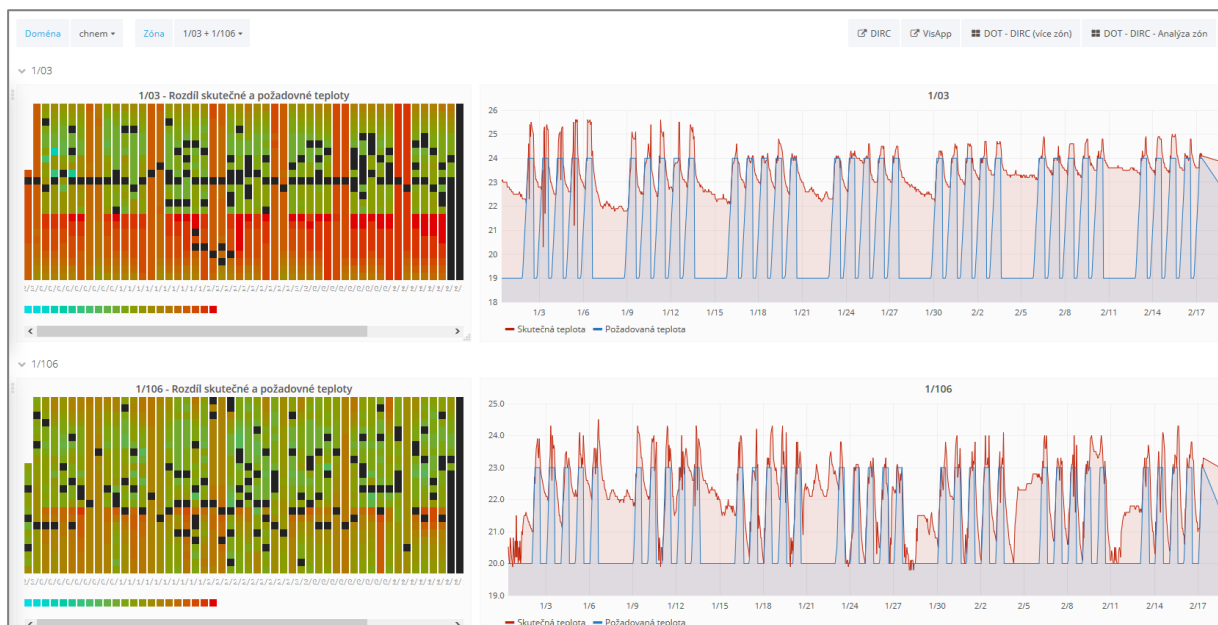 Doména chnem Zóna 1/03 + 1/106 DIRC VisApp DOT - DIRC (více zón) DOT - DIRC - Analýza zón
1/03
1/03 - Rozdíl skutečné a požadovné teploty
1/03
26
25
24
23
22
21
20
19
18
1/3 1/6 1/9 1/12 1/15 1/18 1/21 1/24 1/27 1/30 2/2 2/5 2/8 2/11 2/14 2/17
Skutečná teplota Požadovaná teplota
1/106
1/106 - Rozdíl skutečné a požadovné teploty
1/106
25.0
24.0
23.0
22.0
21.0
20.0
19.0
1/3 1/6 1/9 1/12 1/15 1/18 1/21 1/24 1/27 1/30 2/2 2/5 2/8 2/11 2/14 2/17
Skutečná teplota Požadovaná teplota